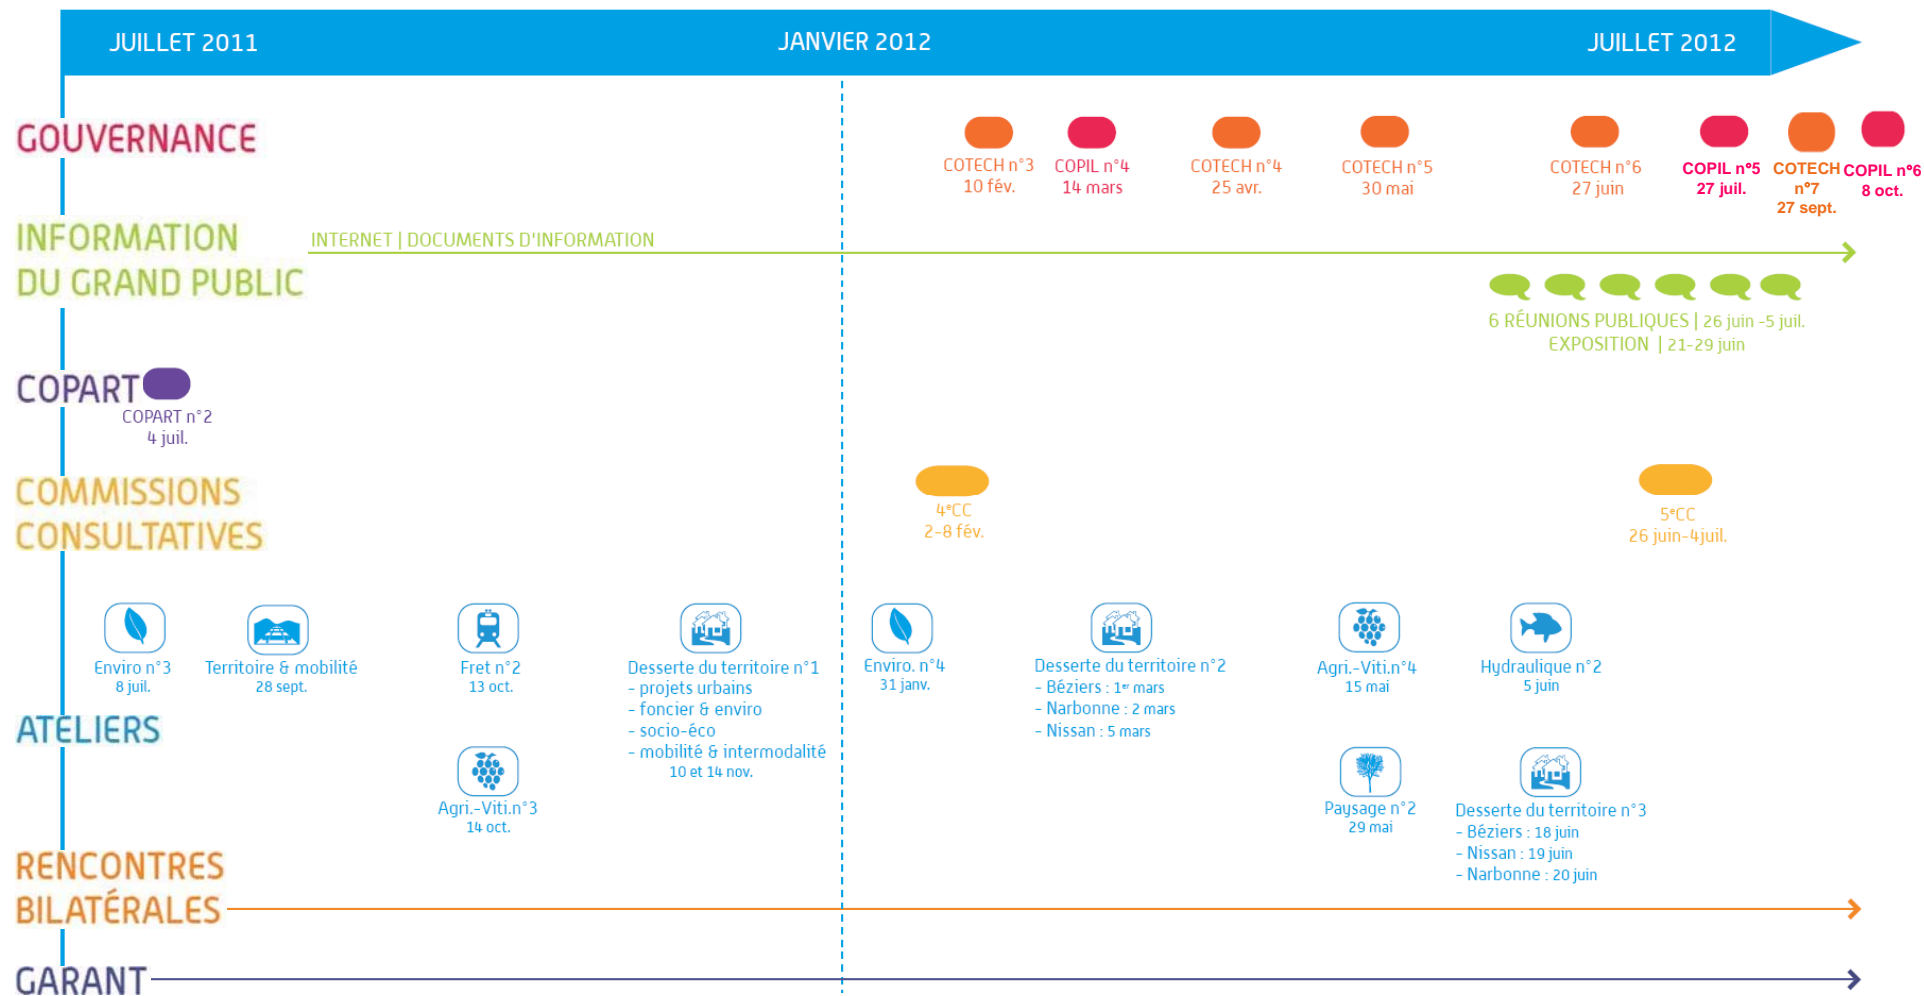 JUILLET 2011
JANVIER 2012
JUILLET 2012
GOUVERNANCE
COTECH n°3
10 fév.
COPIL n°4
14 mars
COTECH n°4
25 avr.
COTECH n°5
30 mai
COTECH n°6
27 juin
COPIL n°5
27 juil.
COTECH
n°7
27 sept.
COPIL n°6
8 oct.
INFORMATION
DU GRAND PUBLIC
INTERNET | DOCUMENTS D'INFORMATION
6 RÉUNIONS PUBLIQUES | 26 juin -5 juil.
EXPOSITION | 21-29 juin
COPART
COPART n°2
4 juil.
COMMISSIONS
CONSULTATIVES
4eCC
2-8 fév.
5eCC
26 juin-4juil.
ATELIERS
Enviro n°3
8 juil.
Territoire & mobilité
28 sept.
Fret n°2
13 oct.
Agri.-Viti.n°3
14 oct.
Desserte du territoire n°1
- projets urbains
- foncier & enviro
- socio-éco
- mobilité & intermodalité
10 et 14 nov.
Enviro. n°4
31 janv.
Desserte du territoire n°2
- Béziers : 1er mars
- Narbonne : 2 mars
- Nissan : 5 mars
Agri.-Viti.n°4
15 mai
Paysage n°2
29 mai
Hydraulique n°2
5 juin
Desserte du territoire n°3
- Béziers : 18 juin
- Nissan : 19 juin
- Narbonne : 20 juin
RENCONTRES
BILATÉRALES
GARANT